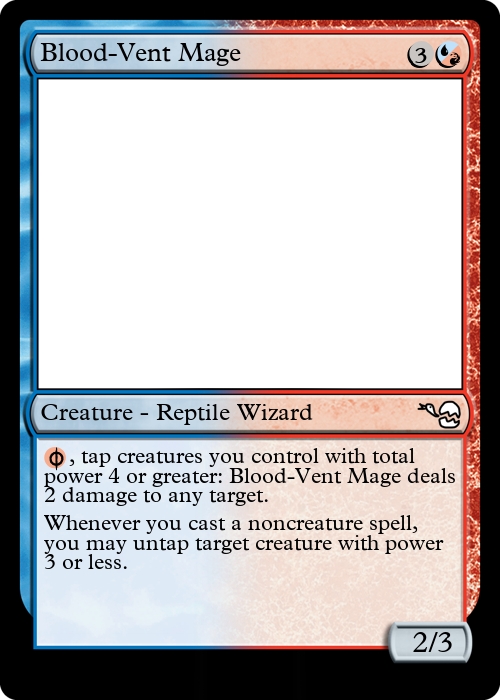 Blood-Vent Mage 3
Creature - Reptile Wizard
, tap creatures you control with total
power 4 or greater: Blood-Vent Mage deals
2 damage to any target.
Whenever you cast a noncreature spell,
you may untap target creature with power
3 or less.
2/3